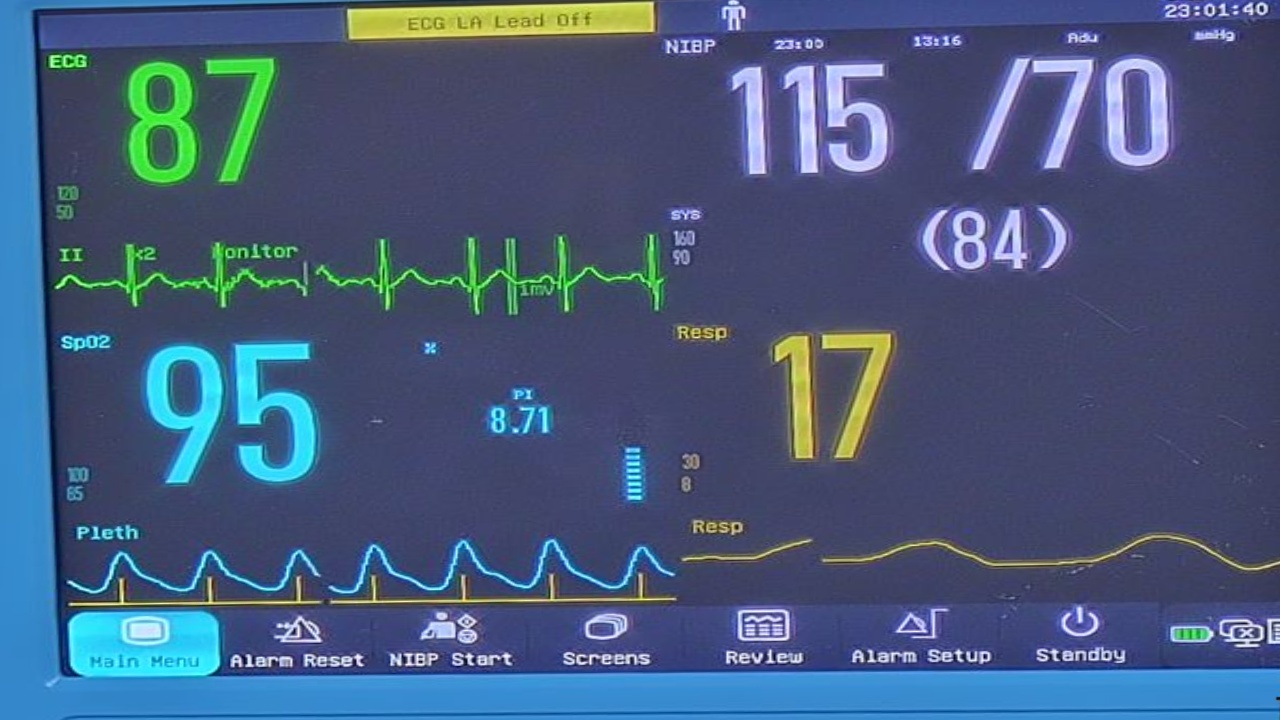 ECG LA Lead Off
23:01:40
ECG
87
120
50
NIBP 23:00 13:16 Adu mmHg
115 /70
(84)
SYS
160
90
II x2 Monitor
1mv
SpO2
95
%
PI
8.71
100
85
Resp
17
30
8
Pleth
Resp
Main Menu
Alarm Reset
NIBP Start
Screens
Review
Alarm Setup
Standby